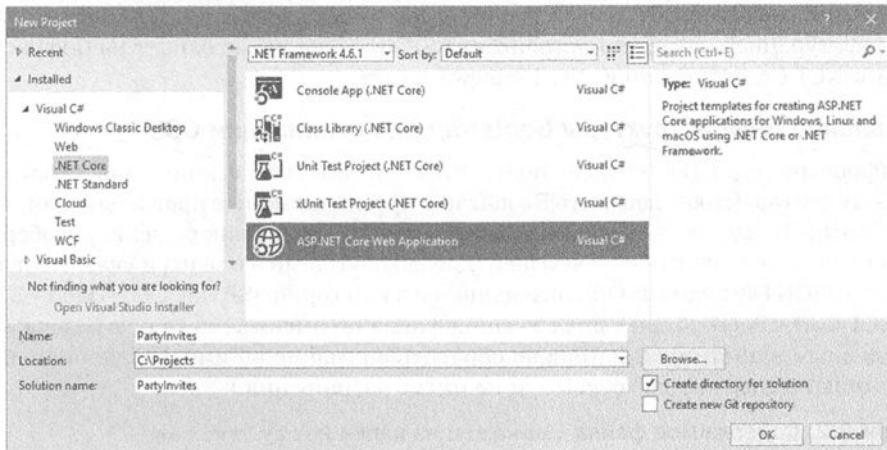 New Project
Recent
Installed
Visual C#
Windows Classic Desktop
Web
.NET Core
.NET Standard
Cloud
Test
WCF
Visual Basic
Not finding what you are looking for?
Open Visual Studio Installer
.NET Framework 4.6.1
Sort by: Default
Console App (.NET Core) Visual C#
Class Library (.NET Core) Visual C#
Unit Test Project (.NET Core) Visual C#
xUnit Test Project (.NET Core) Visual C#
ASP.NET Core Web Application Visual C#
Search (Ctrl+E)
Type: Visual C#
Project templates for creating ASP.NET
Core applications for Windows, Linux and
macOS using .NET Core or .NET
Framework.
Name: PartyInvites
Location: C:\Projects
Browse...
Solution name: PartyInvites
Create directory for solution
Create new Git repository
OK Cancel